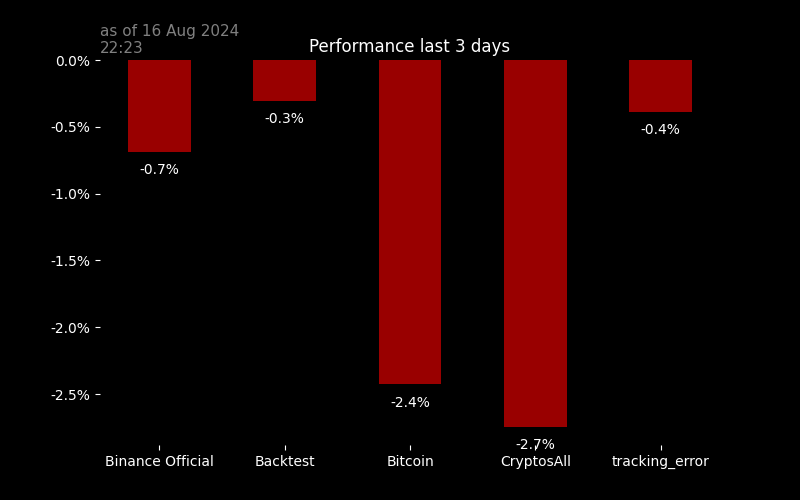 as of 16 Aug 2024
22:23
Performance last 3 days
0.0%
-0.5%
-1.0%
-1.5%
-2.0%
-2.5%
-0.7%
-0.3%
-2.4%
-2.7%
-0.4%
Binance Official
Backtest
Bitcoin
CryptosAll
tracking_error